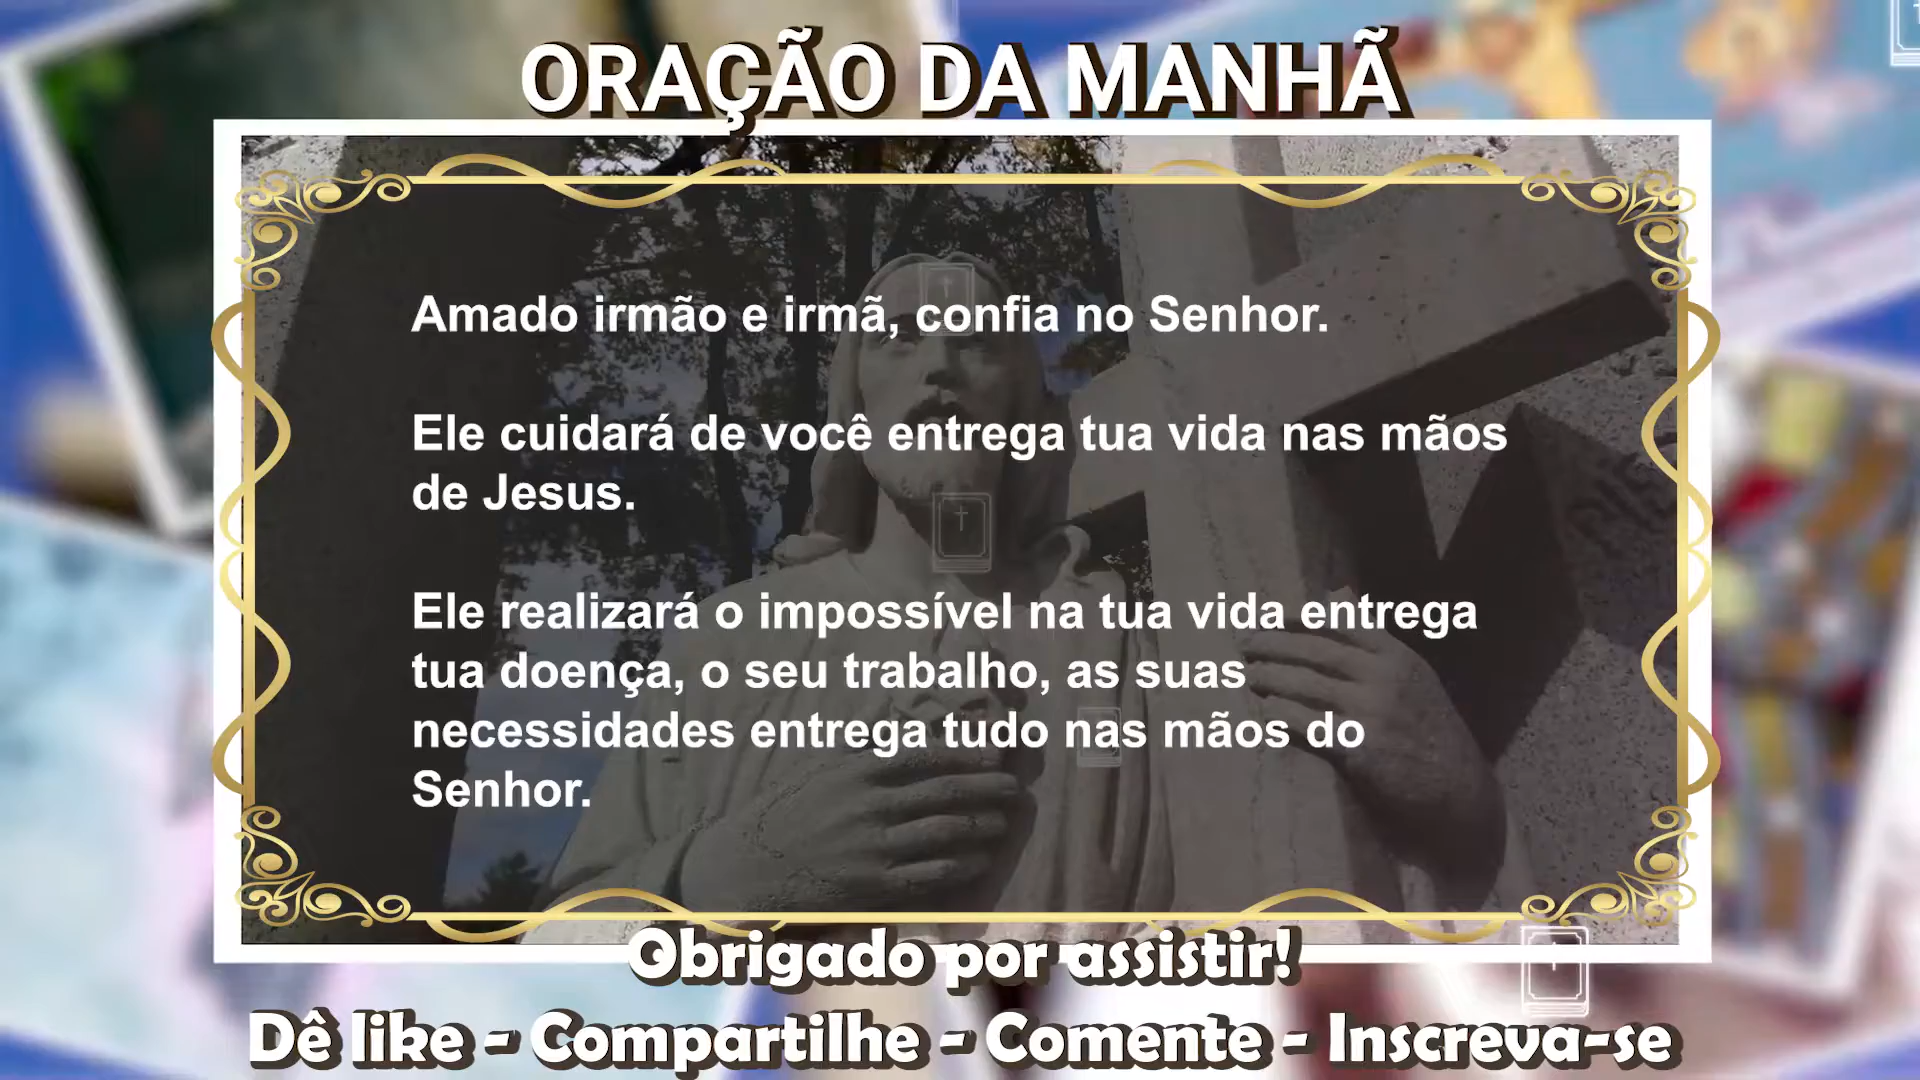 ORAÇÃO DA MANHÃ
Amado irmão e irmã, confia no Senhor.
Ele cuidará de você entrega tua vida nas mãos
de Jesus.
Ele realizará o impossível na tua vida entrega
tua doença, o seu trabalho, as suas
necessidades entrega tudo nas mãos do
Senhor.
Obrigado por assistir!
Dê like - Compartilhe - Comente - Inscreva-se